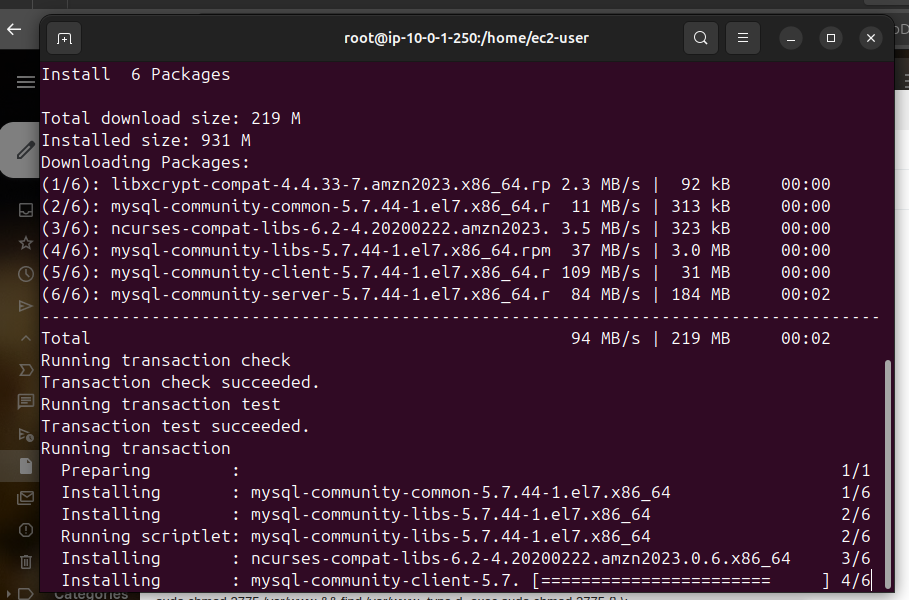 root@ip-10-0-1-250:/home/ec2-user
Install  6 Packages
Total download size: 219 M
Installed size: 931 M
Downloading Packages:
(1/6): libxcrypt-compat-4.4.33-7.amzn2023.x86_64.rp 2.3 MB/s |  92 kB     00:00
(2/6): mysql-community-common-5.7.44-1.el7.x86_64.r  11 MB/s | 313 kB     00:00
(3/6): ncurses-compat-libs-6.2-4.20200222.amzn2023. 3.5 MB/s | 323 kB     00:00
(4/6): mysql-community-libs-5.7.44-1.el7.x86_64.rpm  37 MB/s | 3.0 MB     00:00
(5/6): mysql-community-client-5.7.44-1.el7.x86_64.r 109 MB/s |  31 MB     00:00
(6/6): mysql-community-server-5.7.44-1.el7.x86_64.r  84 MB/s | 184 MB     00:02
--------------------------------------------------------------------------------
Total                                                94 MB/s | 219 MB     00:02
Running transaction check
Transaction check succeeded.
Running transaction test
Transaction test succeeded.
Running transaction
  Preparing        :                                                        1/1
  Installing       : mysql-community-common-5.7.44-1.el7.x86_64             1/6
  Installing       : mysql-community-libs-5.7.44-1.el7.x86_64               2/6
  Running scriptlet: mysql-community-libs-5.7.44-1.el7.x86_64               2/6
  Installing       : ncurses-compat-libs-6.2-4.20200222.amzn2023.0.6.x86_64 3/6
  Installing       : mysql-community-client-5.7. [=======================     ] 4/6
Categories